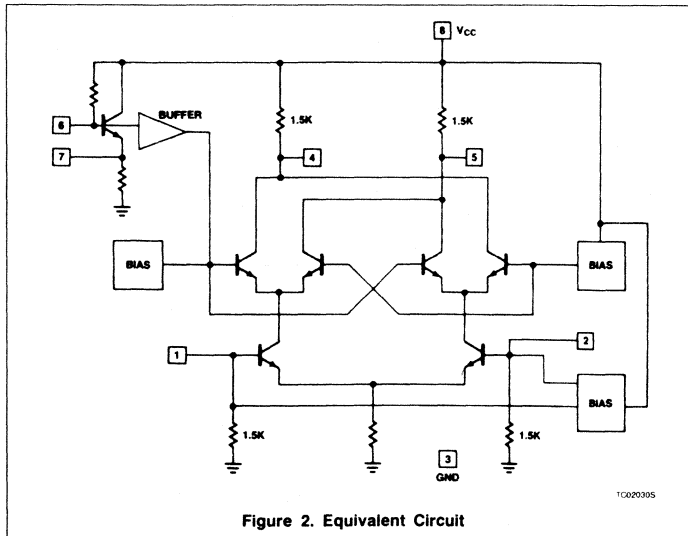 8 VCC
BUFFER
1.5K
1.5K
6
4
5
7
BIAS
BIAS
1
2
BIAS
1.5K
1.5K
3
GND
TC02030S
Figure 2. Equivalent Circuit